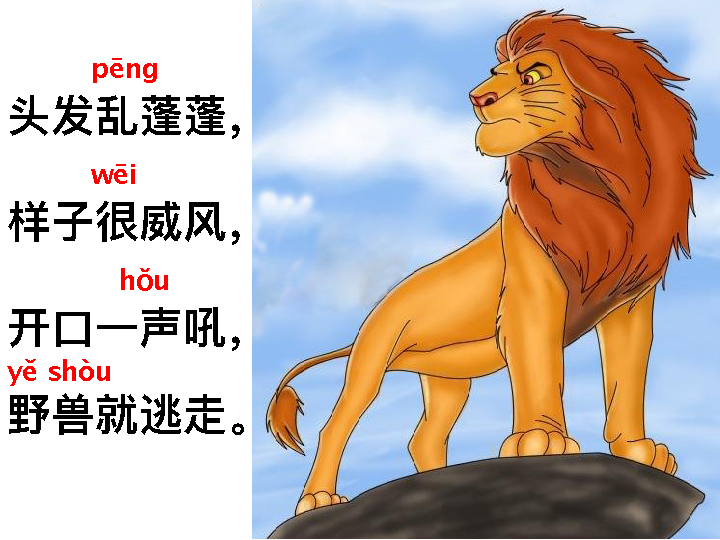 pēng
头发乱蓬蓬，
wēi
样子很威风，
hǒu
开口一声吼，
yě shòu
野兽就逃走。